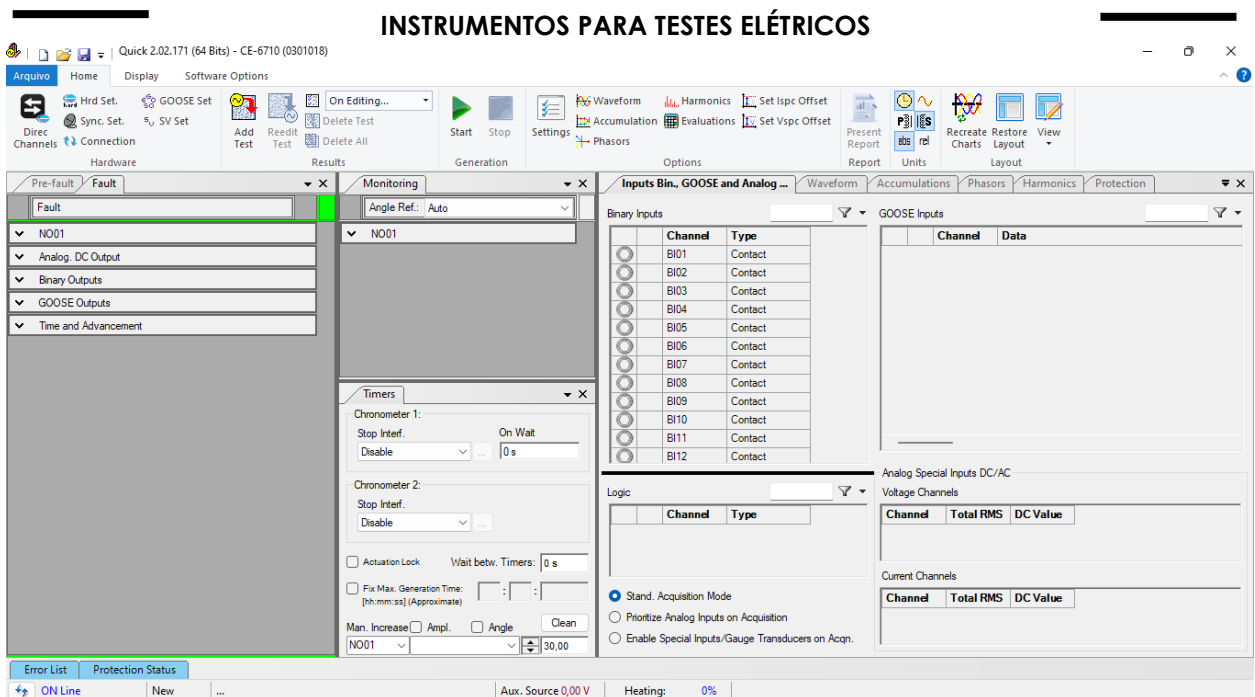 INSTRUMENTOS PARA TESTES ELÉTRICOS
Quick 2.02.171 (64 Bits) - CE-6710 (0301018)
Arquivo Home Display Software Options
Direc Channels
Hrd Set.
Sync. Set.
Connection
GOOSE Set
SV Set
Hardware
Add Test
Reedit Test
On Editing...
Delete Test
Delete All
Results
Start
Stop
Generation
Settings
Waveform
Accumulation
Phasors
Harmonics
Evaluations
Set Ispc Offset
Set Vspc Offset
Options
Present Report
Report
abs rel
Units
Recreate Charts
Restore Layout
View
Layout
Pre-fault Fault
Fault
NO01
Analog. DC Output
Binary Outputs
GOOSE Outputs
Time and Advancement
Monitoring
Angle Ref.: Auto
NO01
Timers
Chronometer 1:
Stop Interf. On Wait
Disable ... 0 s
Chronometer 2:
Stop Interf.
Disable ...
Actuation Lock Wait betw. Timers: 0 s
Fix Max. Generation Time: : :
[hh:mm:ss] (Approximate)
Man. Increase Ampl. Angle Clean
NO01 30,00
Inputs Bin., GOOSE and Analog ... Waveform Accumulations Phasors Harmonics Protection
Binary Inputs
Channel Type
BI01 Contact
BI02 Contact
BI03 Contact
BI04 Contact
BI05 Contact
BI06 Contact
BI07 Contact
BI08 Contact
BI09 Contact
BI10 Contact
BI11 Contact
BI12 Contact
Logic
Channel Type
Stand. Acquisition Mode
Prioritize Analog Inputs on Acquisition
Enable Special Inputs/Gauge Transducers on Acqn.
GOOSE Inputs
Channel Data
Analog Special Inputs DC/AC
Voltage Channels
Channel Total RMS DC Value
Current Channels
Channel Total RMS DC Value
Error List Protection Status
ON Line New ... Aux. Source 0,00 V Heating: 0%